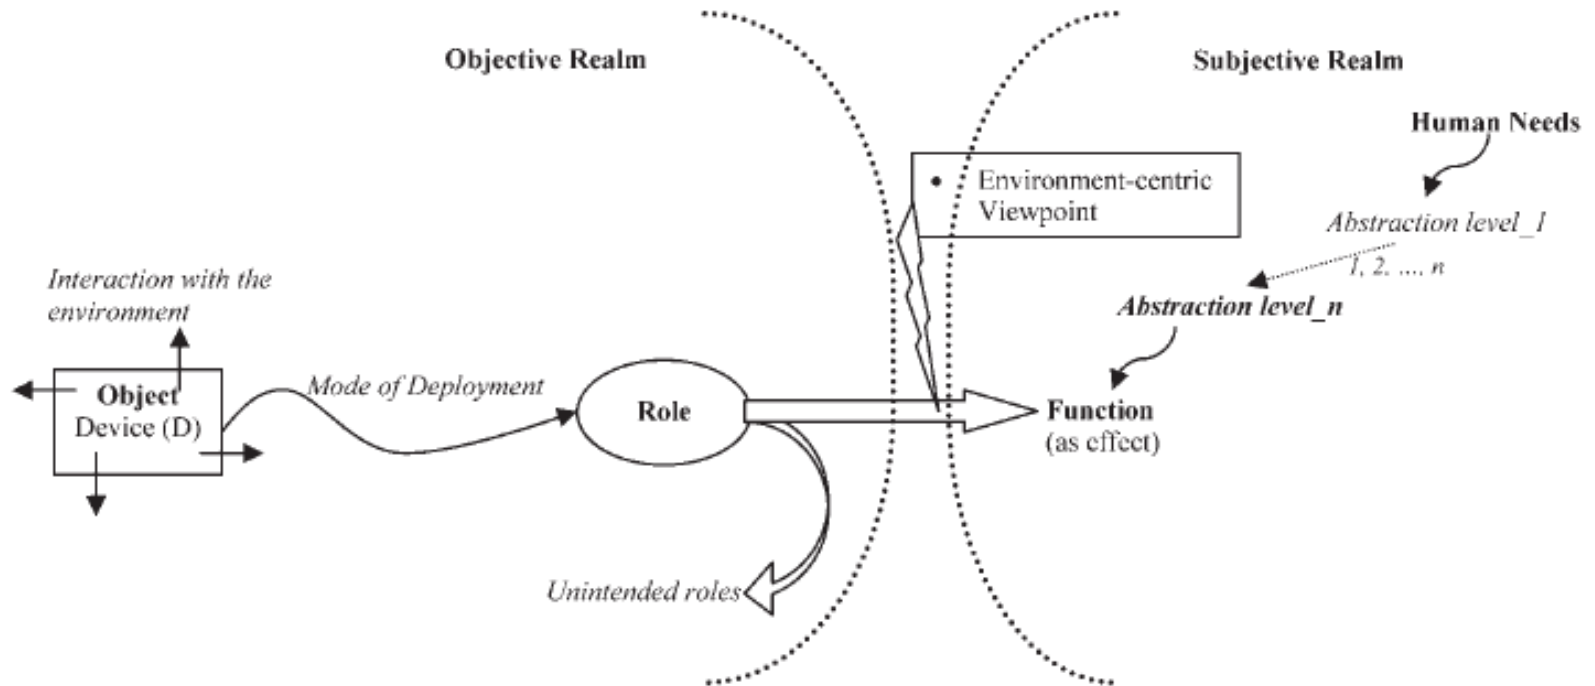 Objective Realm
Subjective Realm
Human Needs
Environment-centric
Viewpoint
Abstraction level_1
1, 2, ..., n
Abstraction level_n
Interaction with the
environment
Object
Device (D)
Mode of Deployment
Role
Function
(as effect)
Unintended roles